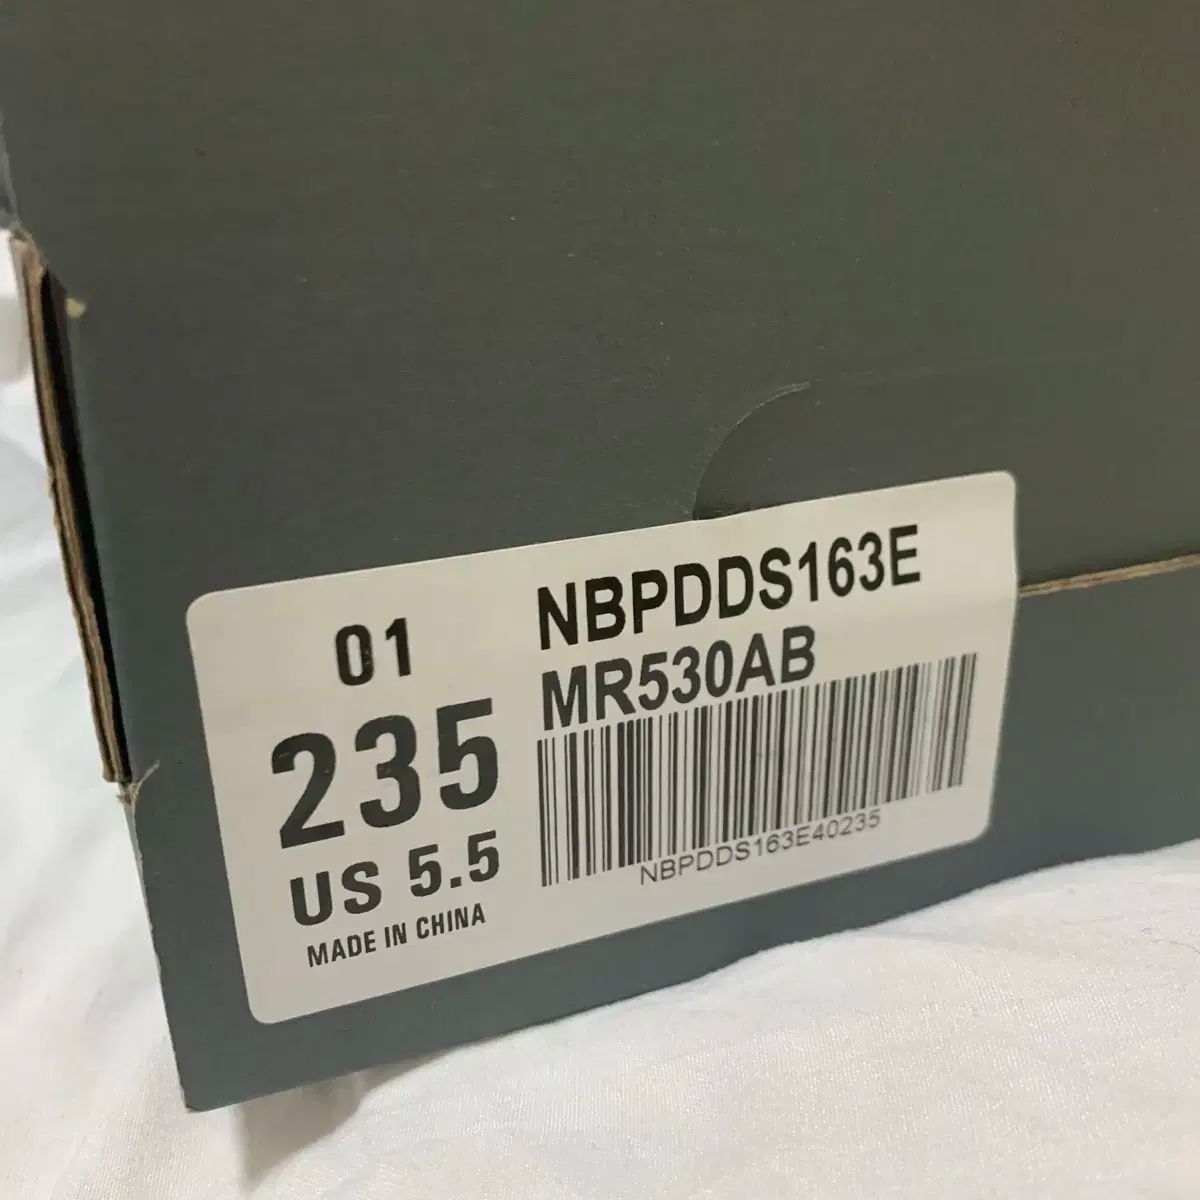 01
235
US 5.5
MADE IN CHINA
NBPDDS163E
MR530AB
NBPDDS163E40235